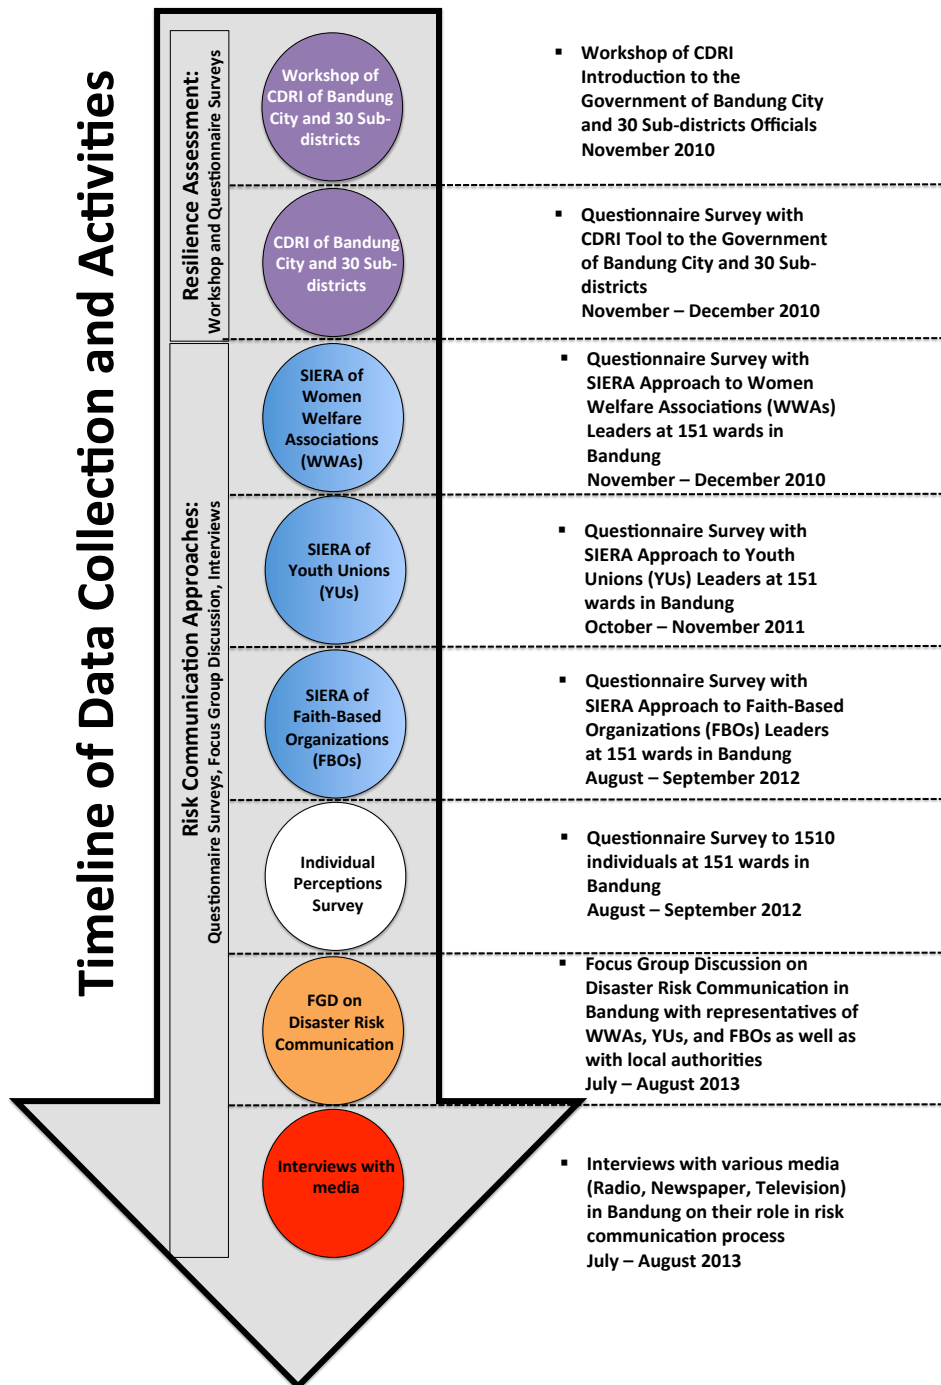 Timeline of Data Collection and Activities
Resilience Assessment:
Workshop and Questionnaire Surveys
Workshop of
CDRI of Bandung
City and 30 Sub-
districts
▪ Workshop of CDRI
Introduction to the
Government of Bandung City
and 30 Sub-districts Officials
November 2010
CDRI of Bandung
City and 30 Sub-
districts
▪ Questionnaire Survey with
CDRI Tool to the Government
of Bandung City and 30 Sub-
districts
November – December 2010
Risk Communication Approaches:
Questionnaire Surveys, Focus Group Discussion, Interviews
SIERA of
Women
Welfare
Associations
(WWAs)
▪ Questionnaire Survey with
SIERA Approach to Women
Welfare Associations (WWAs)
Leaders at 151 wards in
Bandung
November – December 2010
SIERA of
Youth Unions
(YUs)
▪ Questionnaire Survey with
SIERA Approach to Youth
Unions (YUs) Leaders at 151
wards in Bandung
October – November 2011
SIERA of
Faith-Based
Organizations
(FBOs)
▪ Questionnaire Survey with
SIERA Approach to Faith-Based
Organizations (FBOs) Leaders
at 151 wards in Bandung
August – September 2012
Individual
Perceptions
Survey
▪ Questionnaire Survey to 1510
individuals at 151 wards in
Bandung
August – September 2012
FGD on
Disaster Risk
Communication
▪ Focus Group Discussion on
Disaster Risk Communication in
Bandung with representatives of
WWAs, YUs, and FBOs as well as
with local authorities
July – August 2013
Interviews with
media
▪ Interviews with various media
(Radio, Newspaper, Television)
in Bandung on their role in risk
communication process
July – August 2013